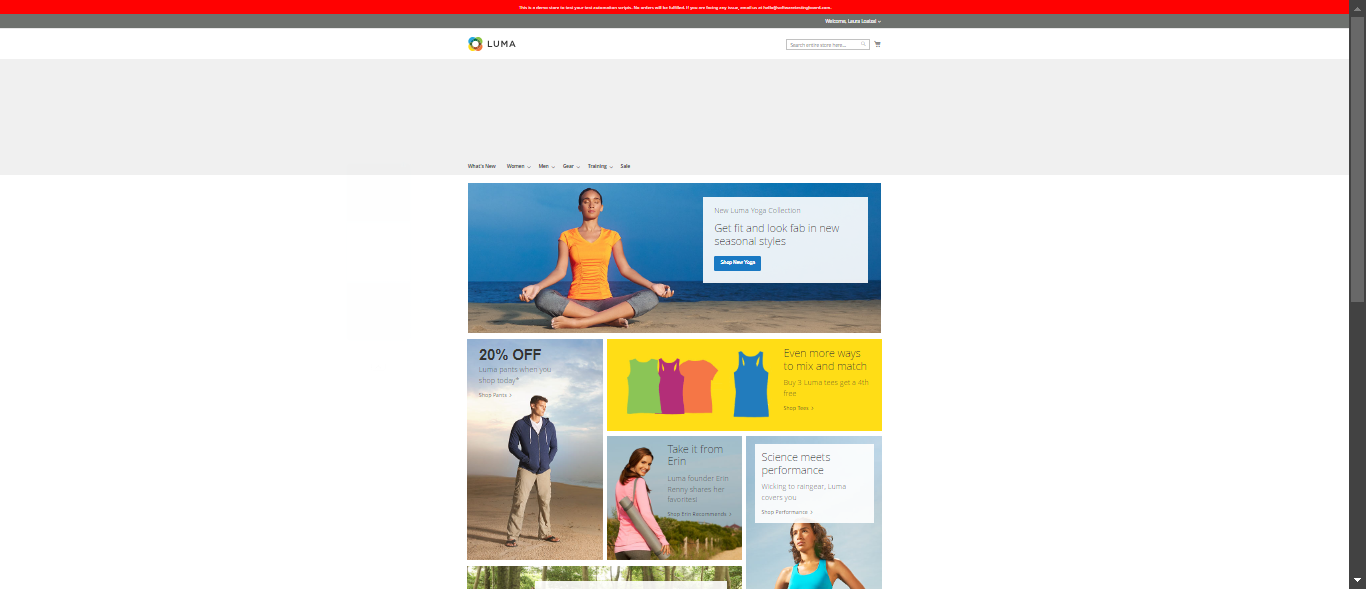 This is a demo store to test your test automation scripts. No orders will be fulfilled. If you are facing any issue, email us at hello@softwaretestingboard.com.
Welcome, Laura
LUMA
Search entire store here...
What's New Women Men Gear Training Sale
New Luma Yoga Collection
Get fit and look fab in new
seasonal styles
Shop New Yoga
20% OFF
Luma pants when you
shop today*
Shop Pants
Even more ways
to mix and match
Buy 3 Luma tees get a 4th
free
Shop Tees
Take it from
Erin
Luma founder Erin
Renny shares her
favorites!
Shop Erin Recommends
Science meets
performance
Wicking to raingear, Luma
covers you
Shop Performance